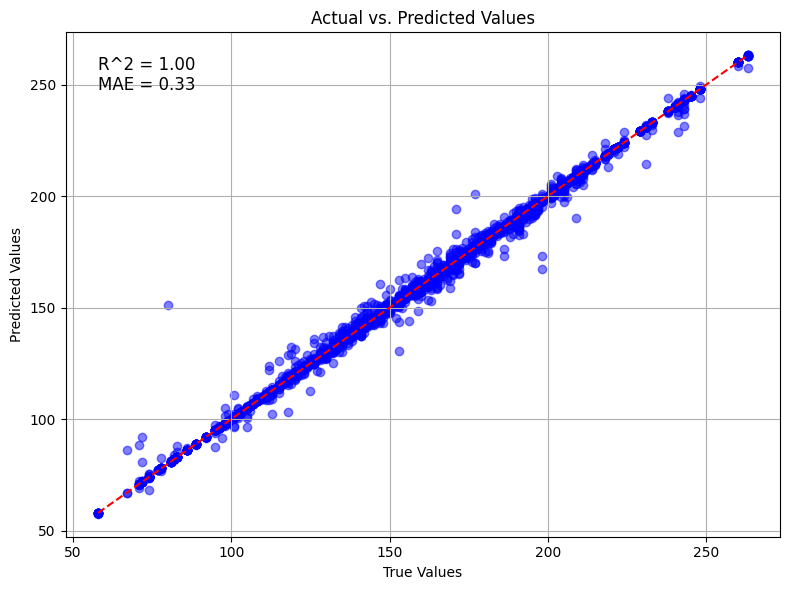 Actual vs. Predicted Values
R^2 = 1.00
MAE = 0.33
250
200
150
100
50
Predicted Values
50 100 150 200 250
True Values